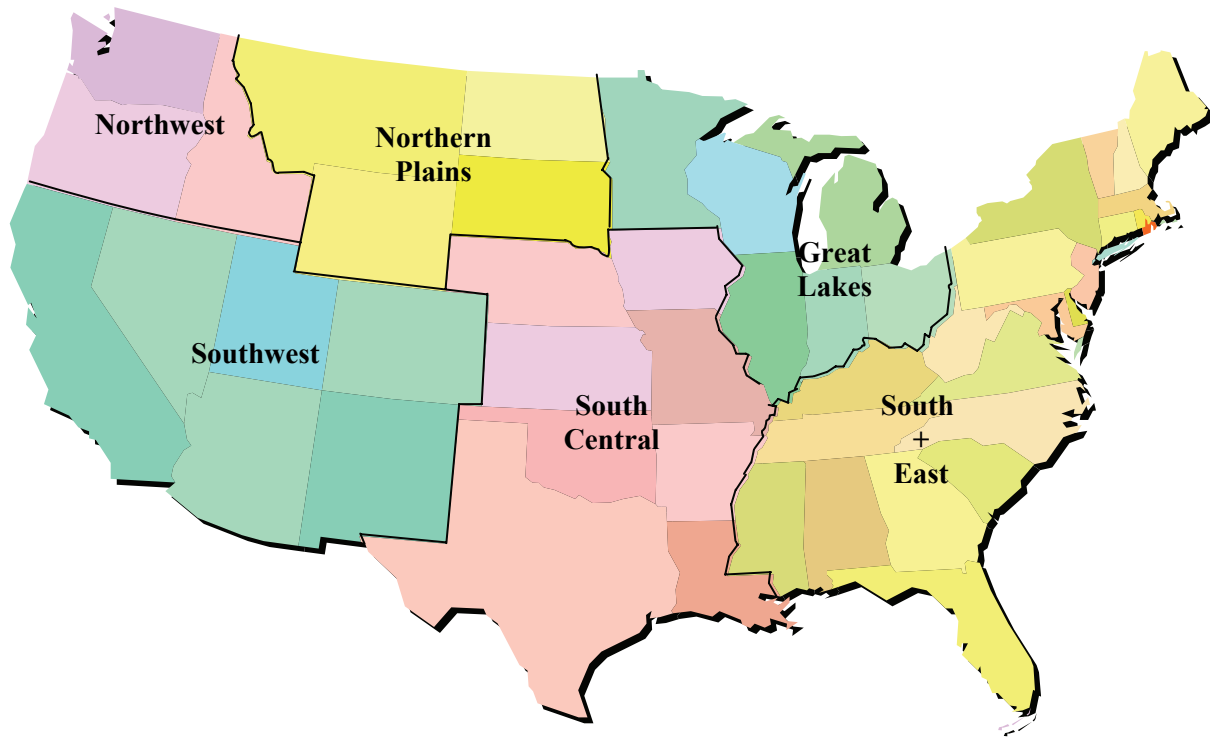 Northwest
Northern
Plains
Great
Lakes
Southwest
South
Central
South
+
East